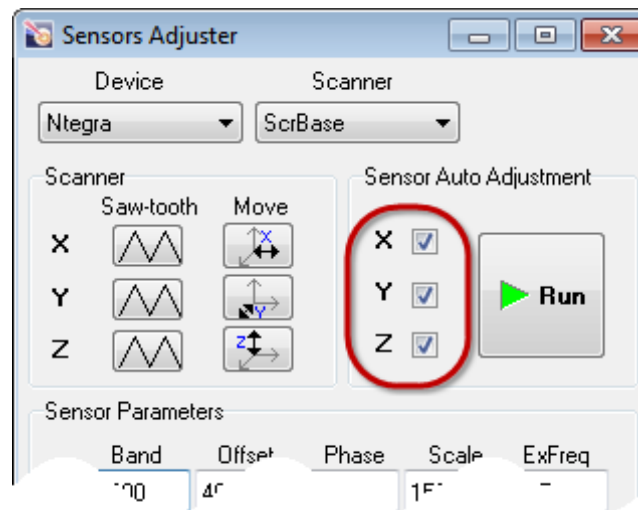 Sensors Adjuster
Device Scanner
Ntegra ScrBase
Scanner Sensor Auto Adjustment
Saw-tooth Move
X X X
Y Y Y
Run
Z Z Z
Sensor Parameters
Band Offset Phase Scale ExFreq